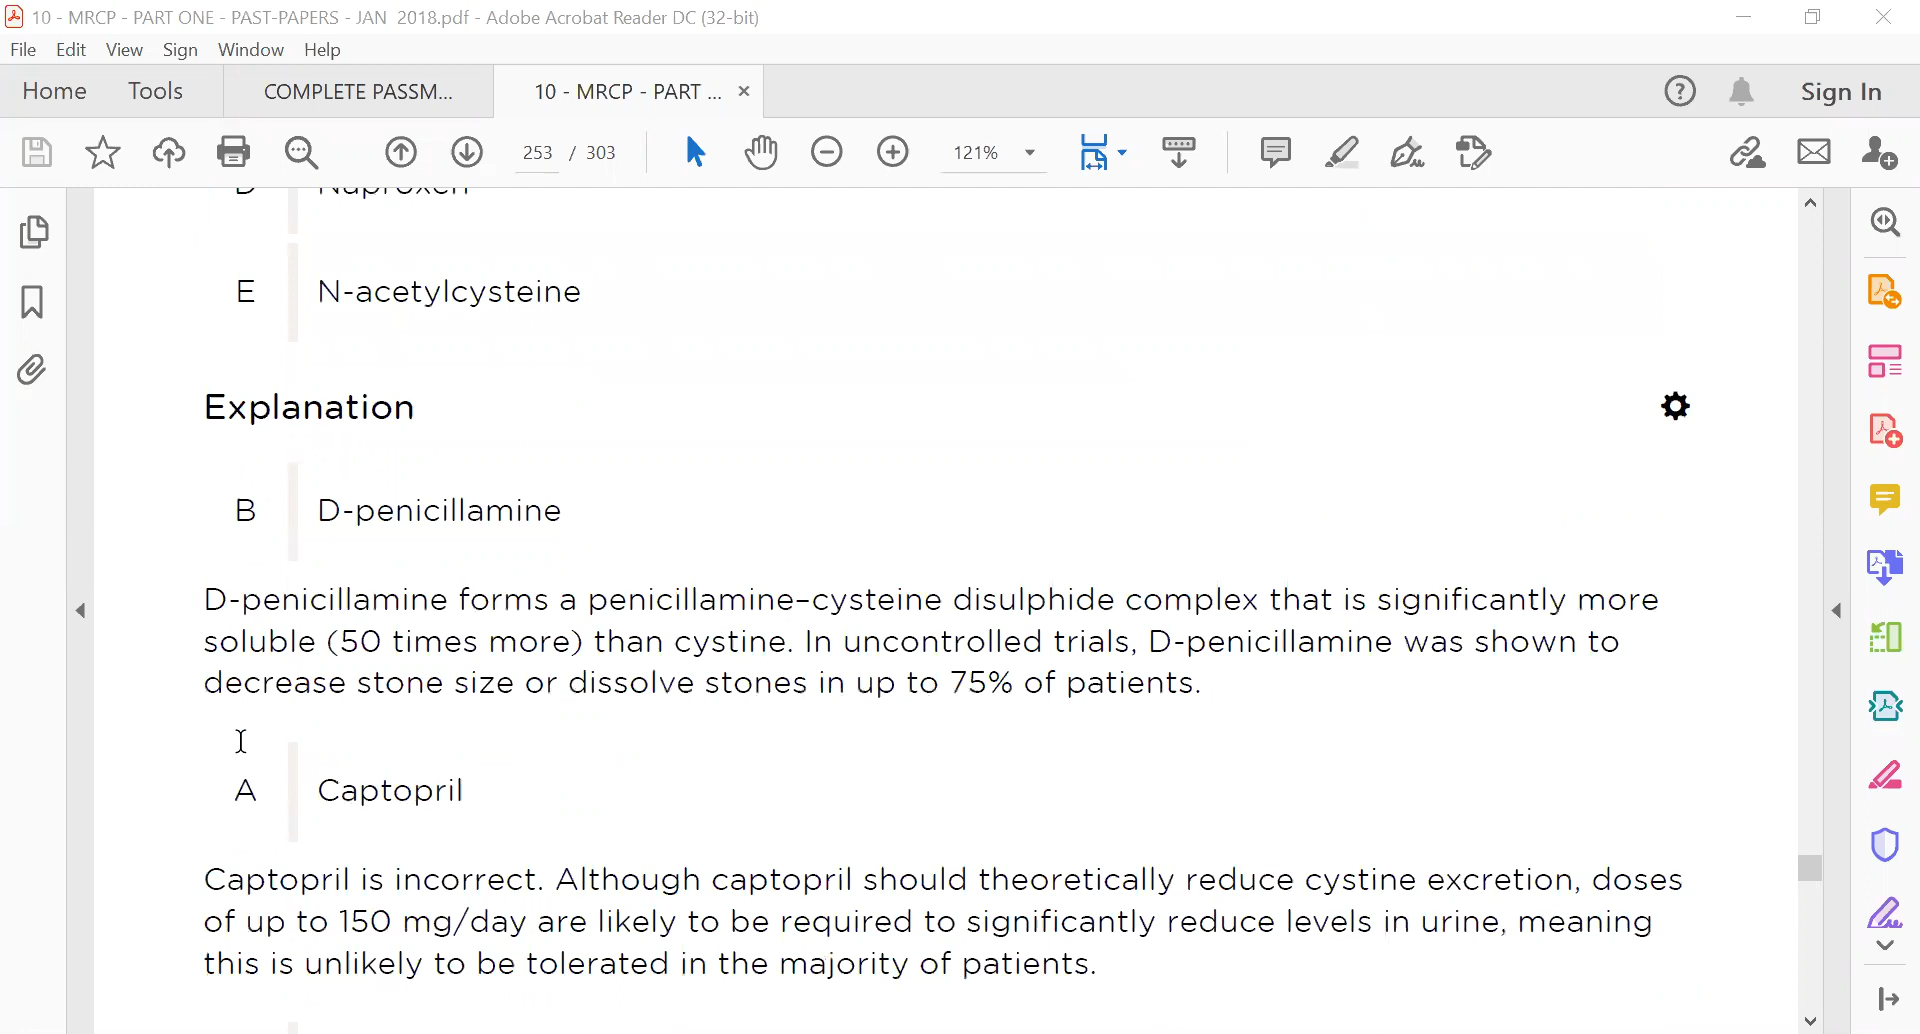 10 - MRCP - PART ONE - PAST-PAPERS - JAN 2018.pdf - Adobe Acrobat Reader DC (32-bit)
File Edit View Sign Window Help
Home Tools COMPLETE PASSM... 10 - MRCP - PART ... × Sign In
253 / 303 121%
D Naproxen
E N-acetylcysteine
Explanation
B D-penicillamine
D-penicillamine forms a penicillamine–cysteine disulphide complex that is significantly more
soluble (50 times more) than cystine. In uncontrolled trials, D-penicillamine was shown to
decrease stone size or dissolve stones in up to 75% of patients.
A Captopril
Captopril is incorrect. Although captopril should theoretically reduce cystine excretion, doses
of up to 150 mg/day are likely to be required to significantly reduce levels in urine, meaning
this is unlikely to be tolerated in the majority of patients.